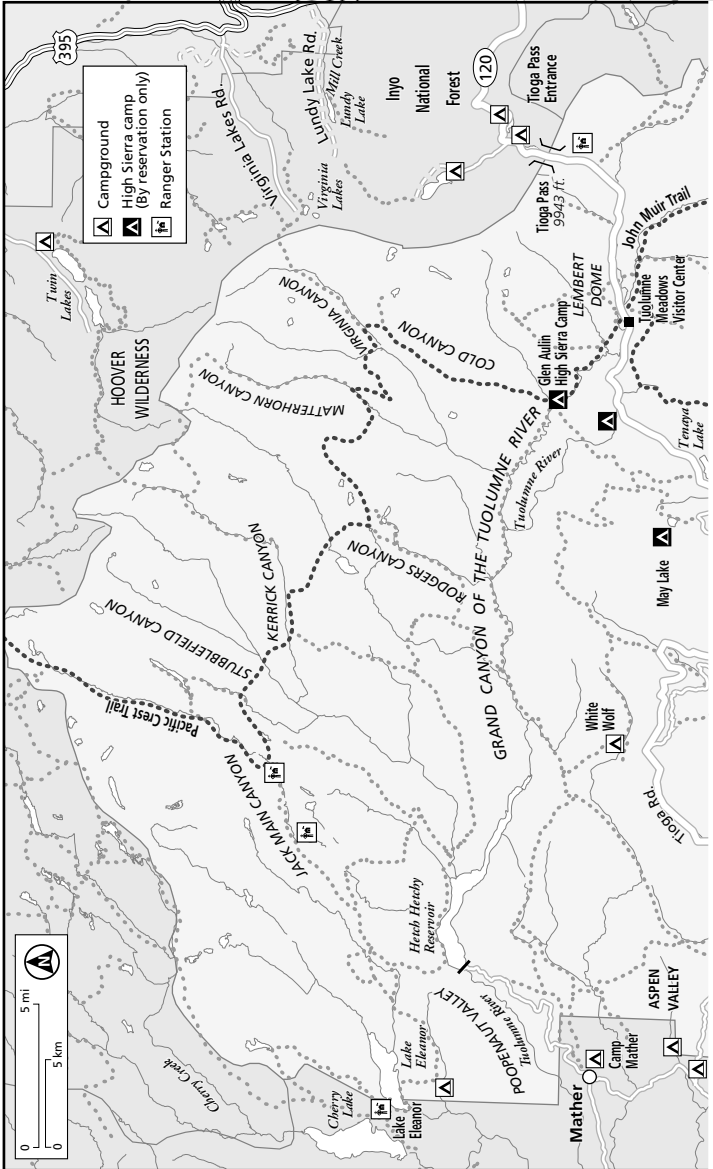 395
Campground
High Sierra camp
(By reservation only)
Ranger Station
0
5 mi
0
5 km
N
Virginia Lakes Rd.
Lundy Lake Rd.
Mill Creek
Lundy
Lake
Virginia
Lakes
Inyo
National
Forest
120
Tioga Pass
Entrance
Tioga Pass
9943 ft.
Twin
Lakes
HOOVER
WILDERNESS
VIRGINIA CANYON
COLD CANYON
MATTERHORN CANYON
LEMBERT
DOME
John Muir Trail
Tuolumne
Meadows
Visitor Center
Glen Aulin
High Sierra Camp
Tuolumne River
Tenaya
Lake
May Lake
GRAND CANYON OF THE TUOLUMNE RIVER
RODGERS CANYON
KERRICK CANYON
STUBBLEFIELD CANYON
Pacific Crest Trail
JACK MAIN CANYON
White
Wolf
Tioga Rd.
Hetch Hetchy
Reservoir
Cherry Creek
Cherry
Lake
Lake
Eleanor
Lake
Eleanor
POOPENAUT VALLEY
Tuolumne River
ASPEN
VALLEY
Camp
Mather
Mather